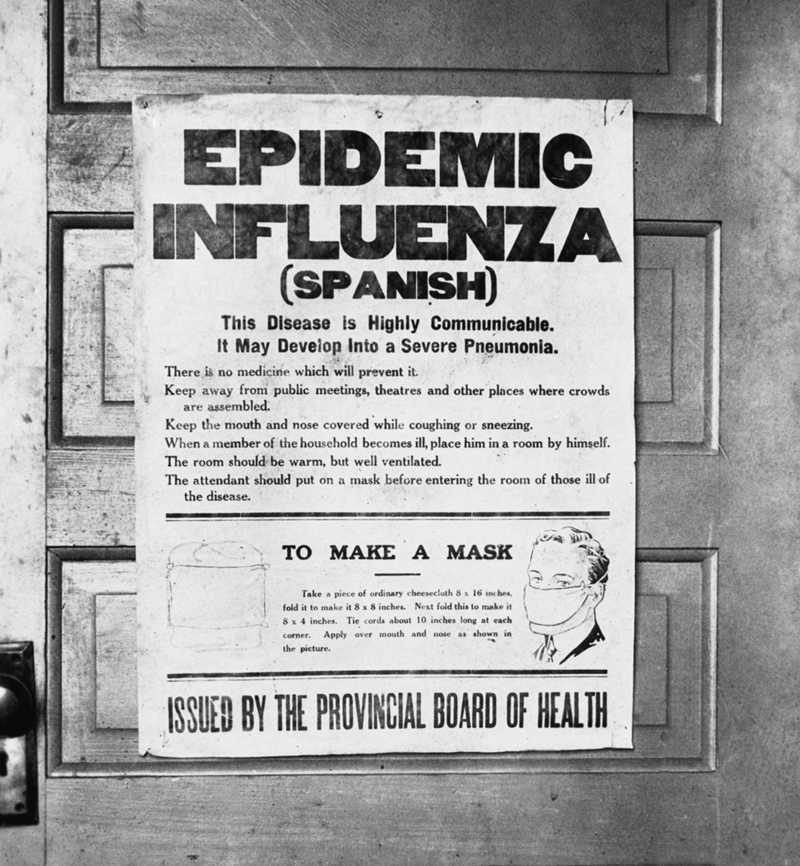 EPIDEMIC
INFLUENZA
(SPANISH)
This Disease is Highly Communicable.
It May Develop Into a Severe Pneumonia.
There is no medicine which will prevent it.
Keep away from public meetings, theatres and other places where crowds
are assembled.
Keep the mouth and nose covered while coughing or sneezing.
When a member of the household becomes ill, place him in a room by himself.
The room should be warm, but well ventilated.
The attendant should put on a mask before entering the room of those ill of
the disease.
TO MAKE A MASK
Take a piece of ordinary cheesecloth 8 x 16 inches,
fold it to make it 8 x 8 inches. Next fold this to make it
8 x 4 inches. Tie cords about 10 inches long at each
corner. Apply over mouth and nose as shown in
the picture.
ISSUED BY THE PROVINCIAL BOARD OF HEALTH